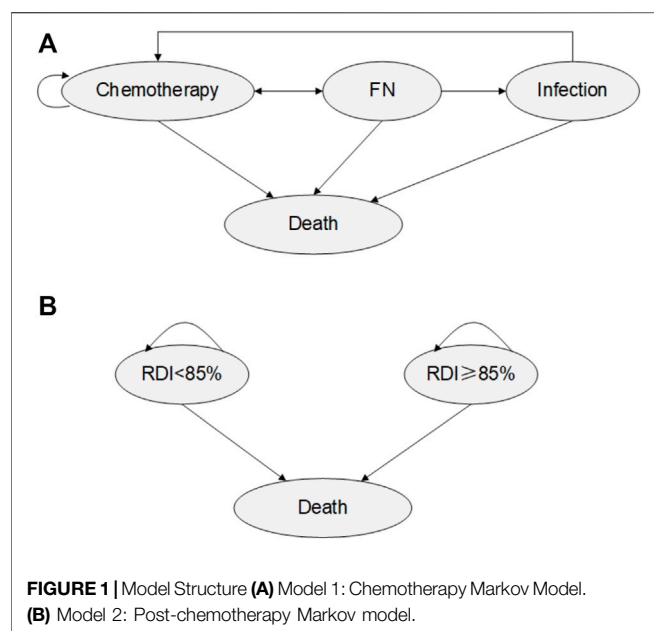 A
Chemotherapy FN Infection
Death
B
RDI<85% RDI≥85%
Death
FIGURE 1 | Model Structure (A) Model 1: Chemotherapy Markov Model.
(B) Model 2: Post-chemotherapy Markov model.